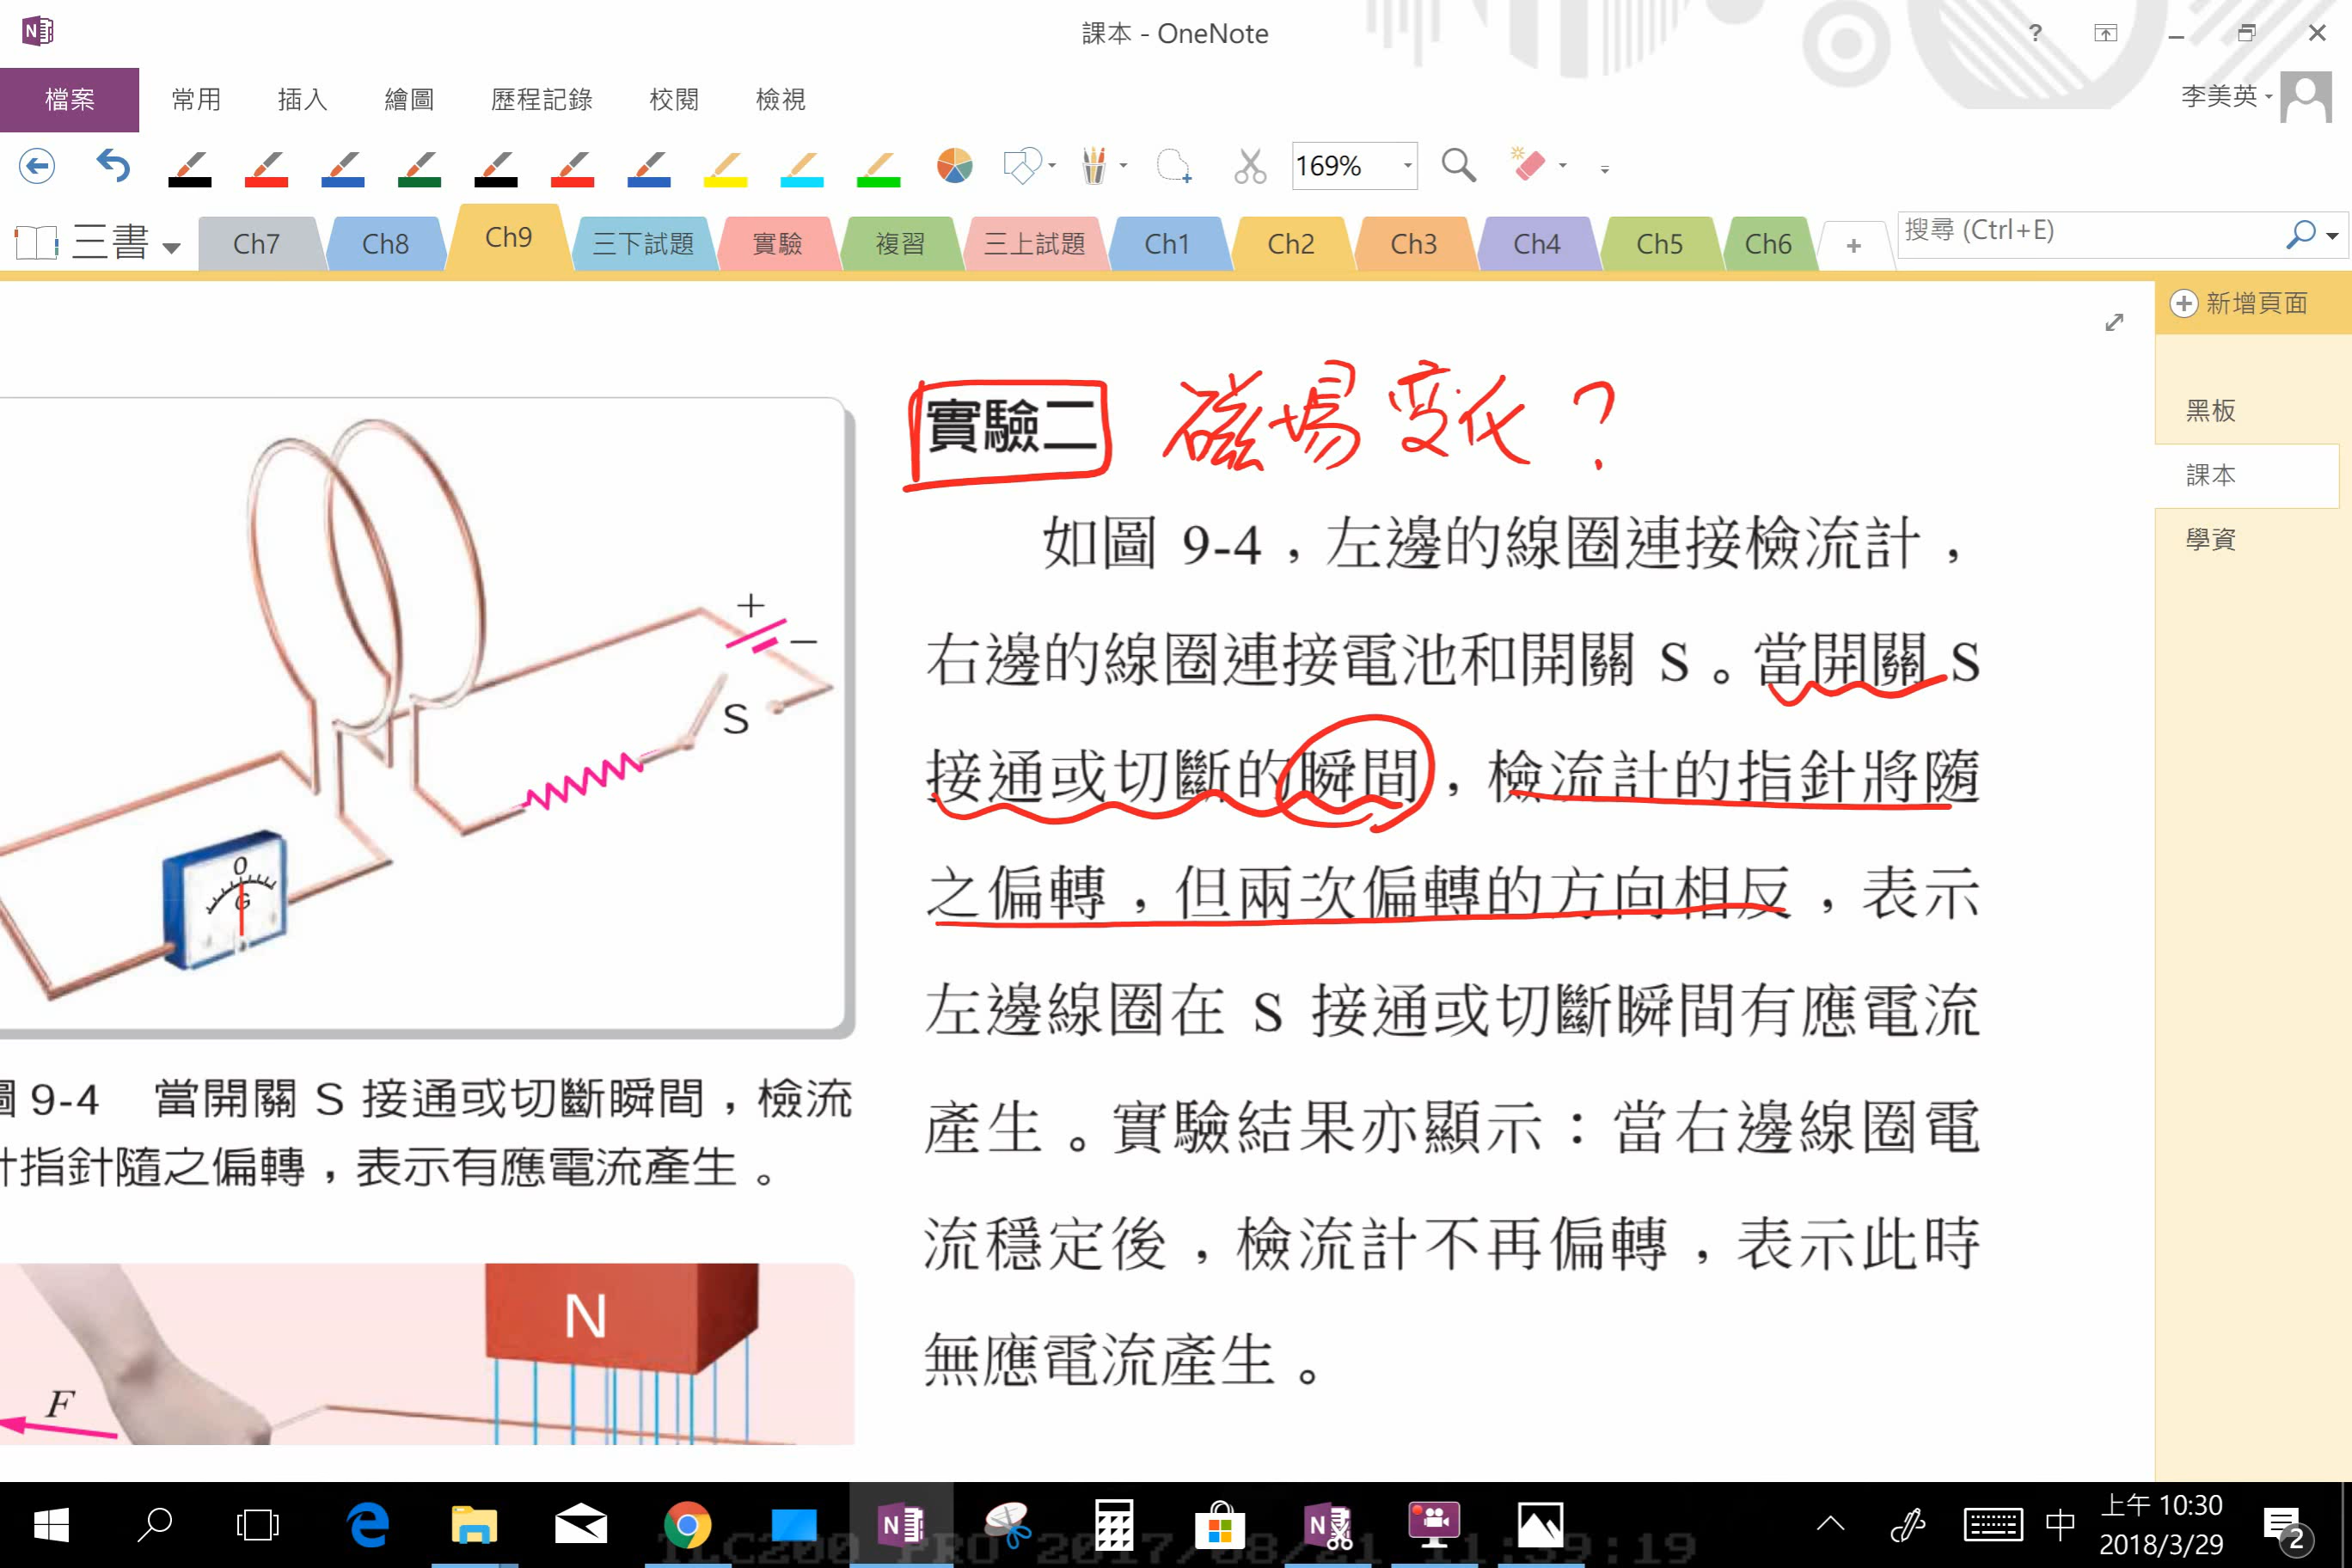 課本 - OneNote
?
檔案 常用 插入 繪圖 歷程記錄 校閱 檢視 李美英
169%
三書 Ch7 Ch8 Ch9 三下試題 實驗 複習 三上試題 Ch1 Ch2 Ch3 Ch4 Ch5 Ch6 + 搜尋 (Ctrl+E)
新增頁面
黑板
課本
學資
+
−
S
O
G
圖 9-4 當開關 S 接通或切斷瞬間，檢流
計指針隨之偏轉，表示有應電流產生。
N
F
實驗二 磁場变化？
如圖 9-4，左邊的線圈連接檢流計，
右邊的線圈連接電池和開關 S。當開關 S
接通或切斷的瞬間，檢流計的指針將隨
之偏轉，但兩次偏轉的方向相反，表示
左邊線圈在 S 接通或切斷瞬間有應電流
產生。實驗結果亦顯示：當右邊線圈電
流穩定後，檢流計不再偏轉，表示此時
無應電流產生。
中 上午 10:30
2018/3/29
2
TLC200 PRO 2017/08/21 11:39:19